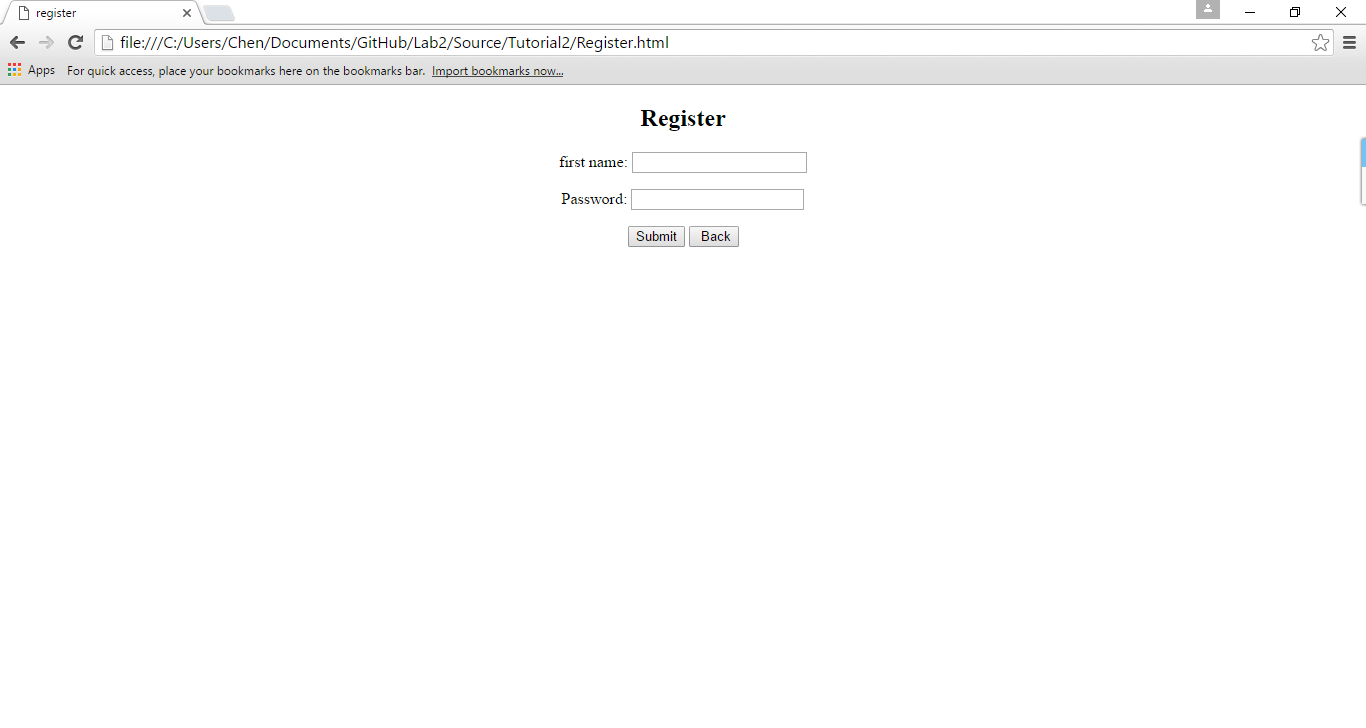 register
file:///C:/Users/Chen/Documents/GitHub/Lab2/Source/Tutorial2/Register.html
Apps For quick access, place your bookmarks here on the bookmarks bar. Import bookmarks now...
Register
first name:
Password:
Submit Back